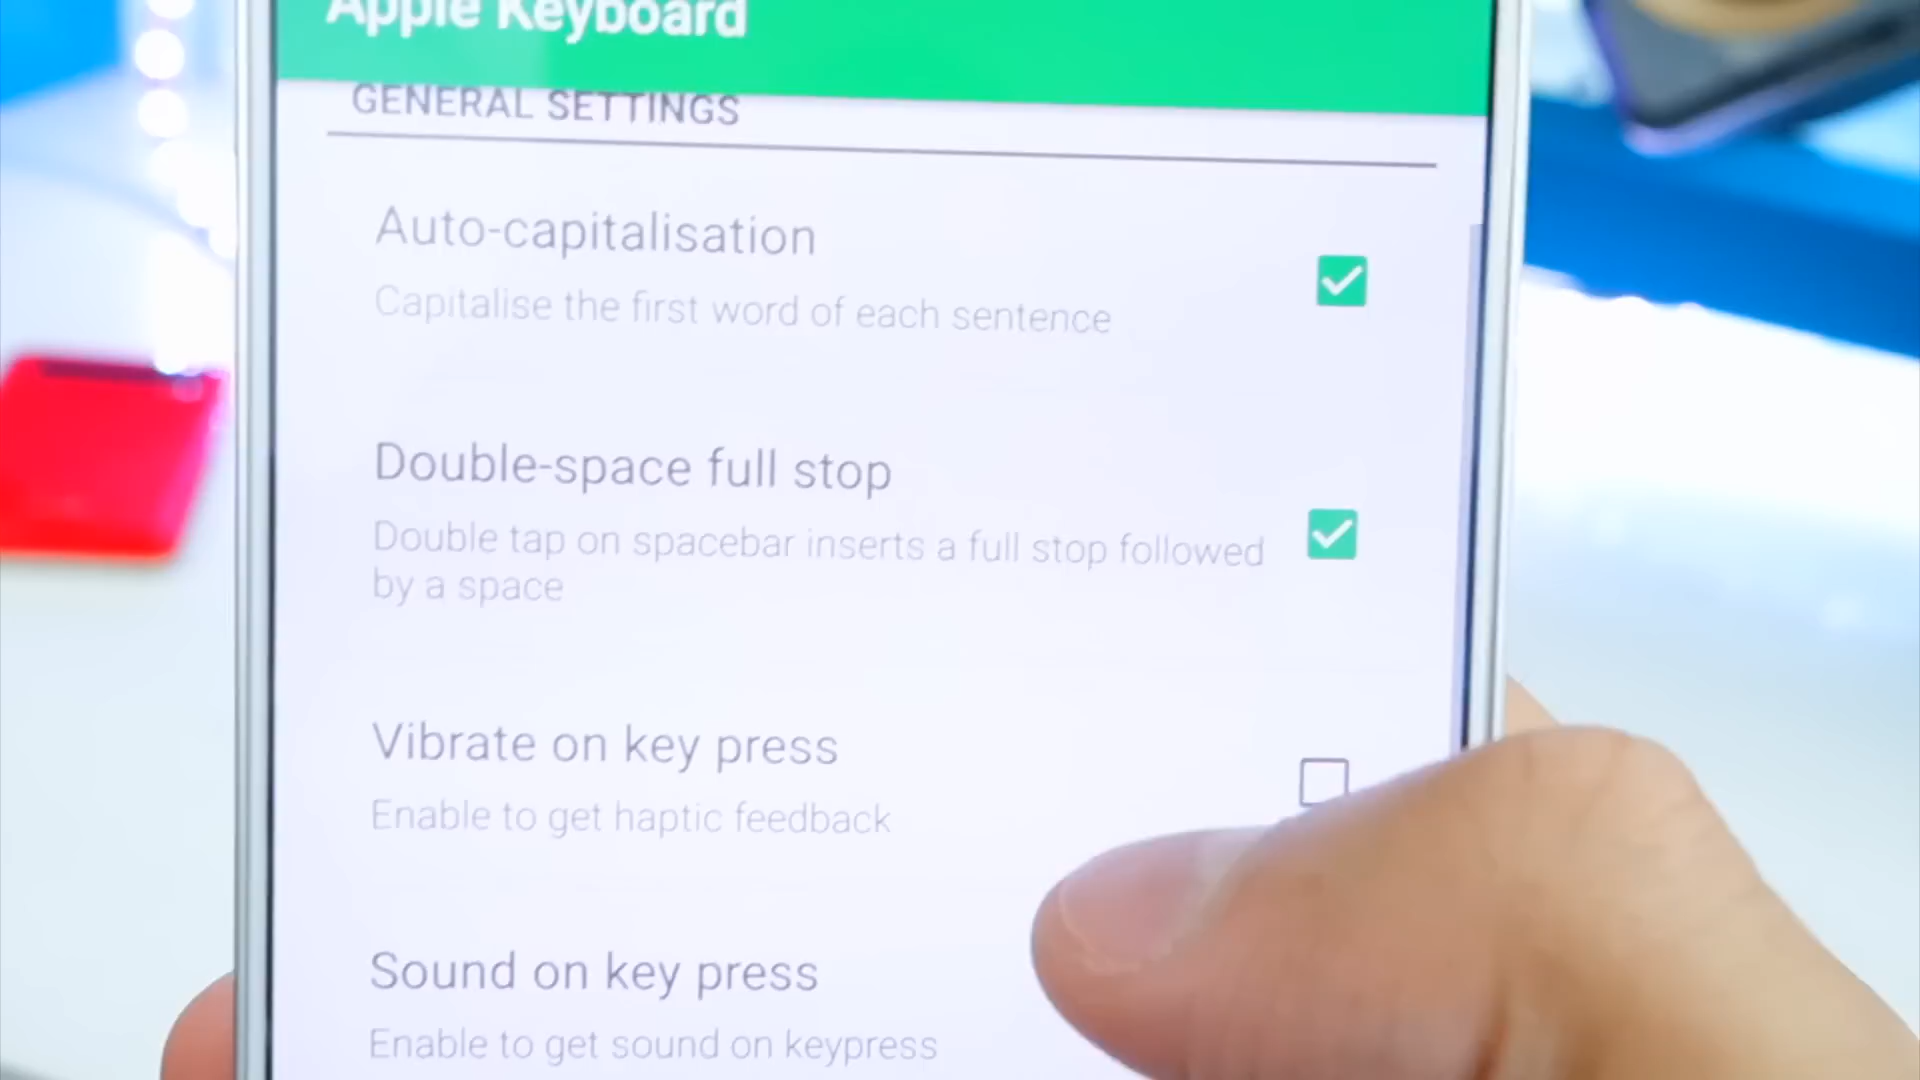 Apple Keyboard
GENERAL SETTINGS
Auto-capitalisation
Capitalise the first word of each sentence
Double-space full stop
Double tap on spacebar inserts a full stop followed
by a space
Vibrate on key press
Enable to get haptic feedback
Sound on key press
Enable to get sound on keypress